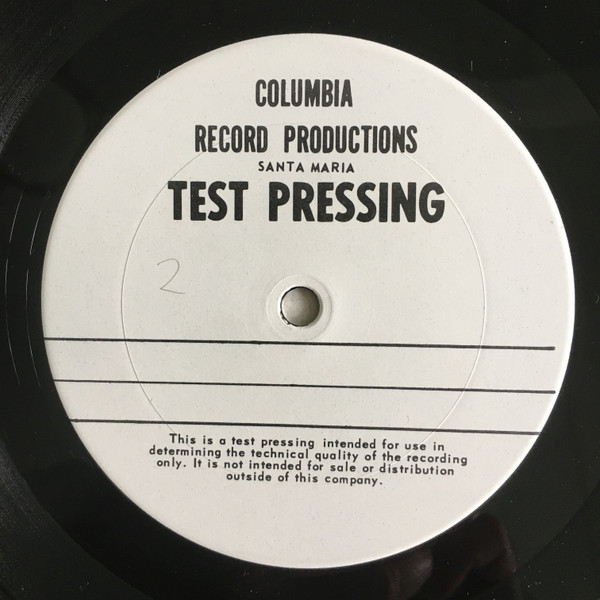 COLUMBIA
RECORD PRODUCTIONS
SANTA MARIA
TEST PRESSING
2
This is a test pressing intended for use in
determining the technical quality of the recording
only. It is not intended for sale or distribution
outside of this company.